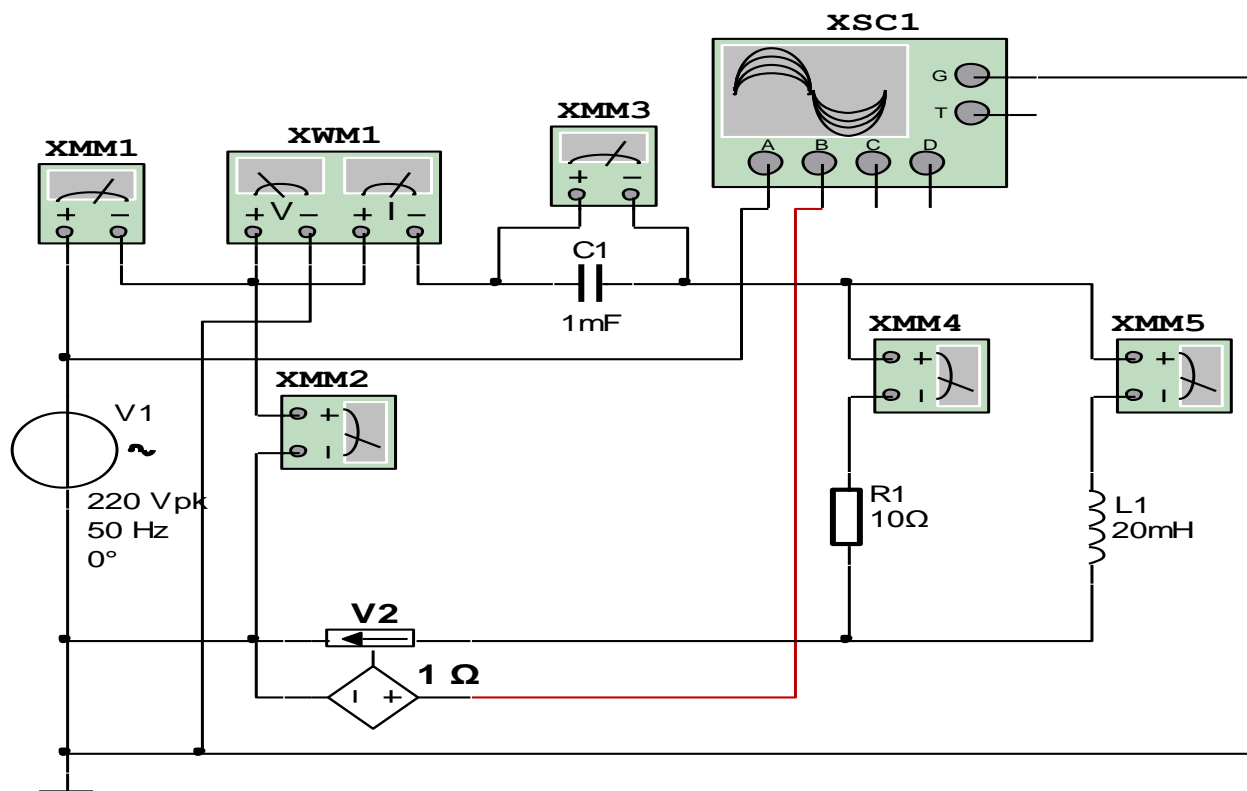 XSC1
G
T
A B C D
XMM3
+ −
XWM1
+ V − + I −
XMM1
+ −
C1
1mF
XMM4
+
−
XMM5
+
−
XMM2
+
−
V1
220 Vpk
50 Hz
0°
R1
10Ω
L1
20mH
V2
1 Ω
− +